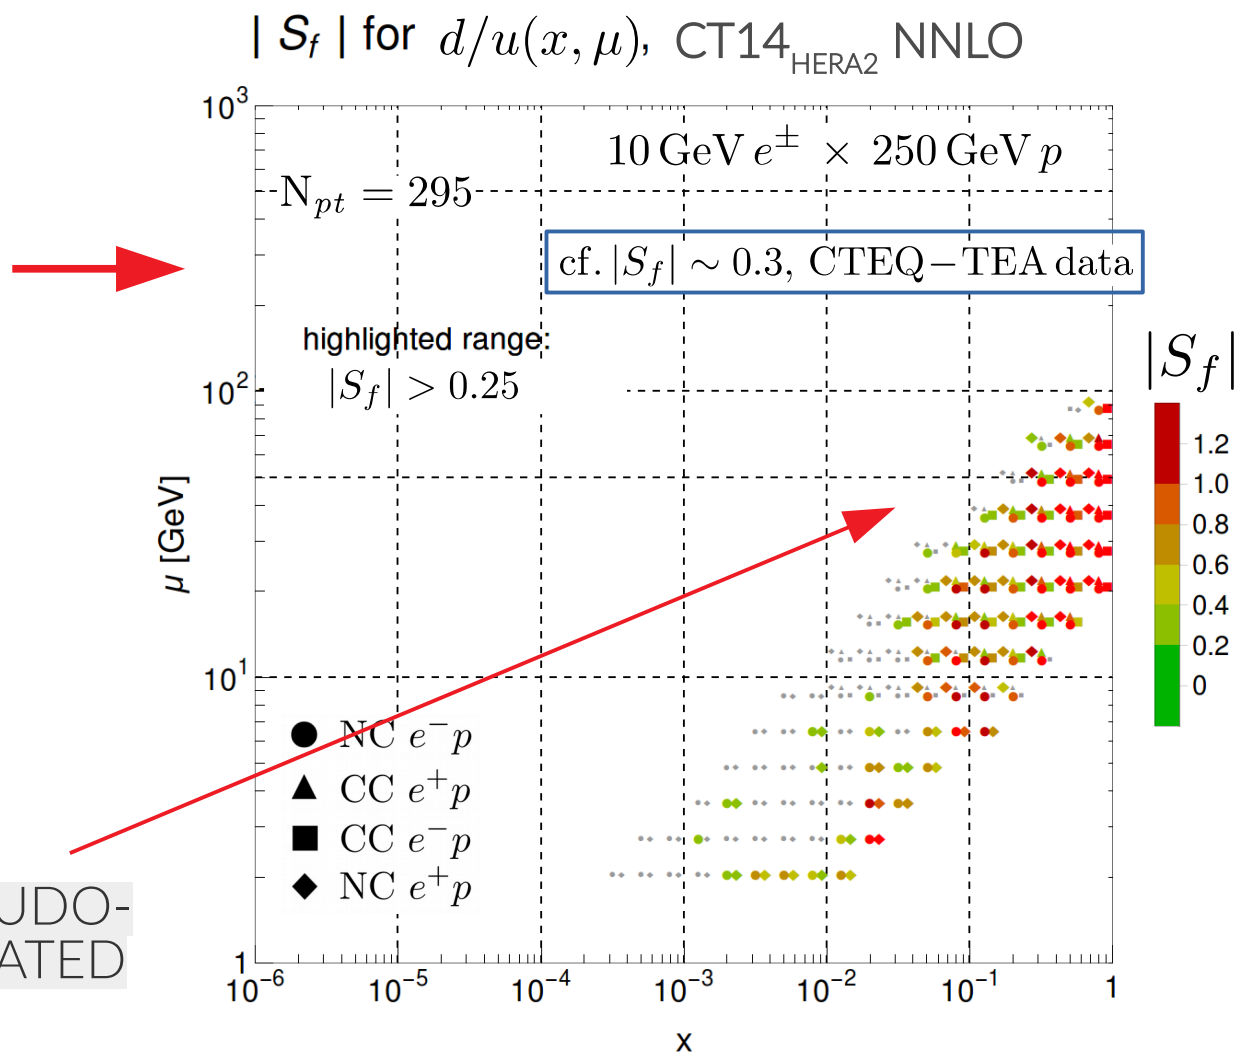 | S_f | for d/u(x, μ), CT14_HERA2 NNLO
10 GeV e^± × 250 GeV p
N_pt = 295
cf. |S_f| ∼ 0.3, CTEQ−TEA data
highlighted range:
|S_f| > 0.25
|S_f|
1.2
1.0
0.8
0.6
0.4
0.2
0
10^3
10^2
10^1
1
μ [GeV]
NC e^−p
CC e^+p
CC e^−p
NC e^+p
UDO-
ATED
10^−6 10^−5 10^−4 10^−3 10^−2 10^−1 1
x